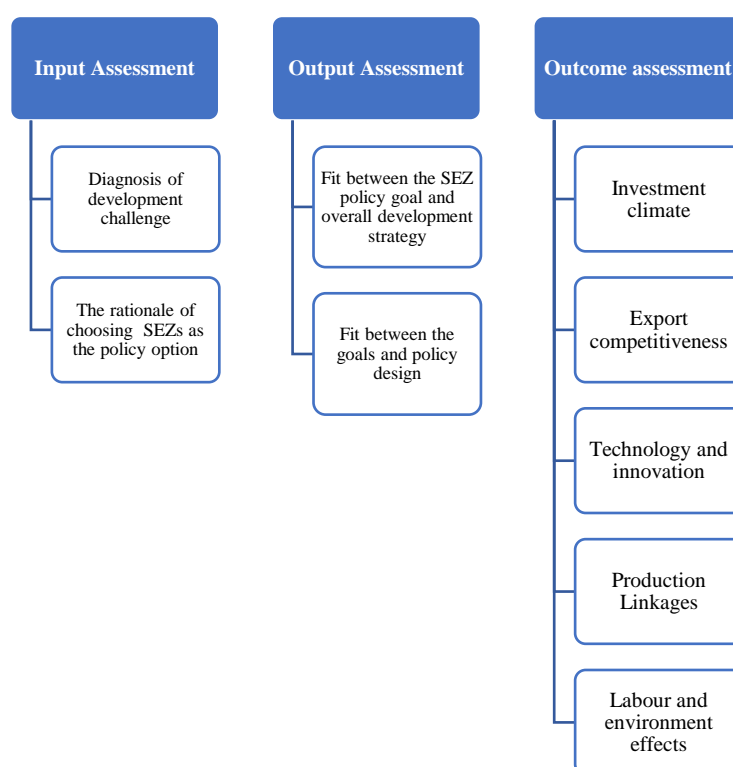 Input Assessment
Diagnosis of
development
challenge
The rationale of
choosing SEZs as
the policy option
Output Assessment
Fit between the SEZ
policy goal and
overall development
strategy
Fit between the
goals and policy
design
Outcome assessment
Investment
climate
Export
competitiveness
Technology and
innovation
Production
Linkages
Labour and
environment
effects